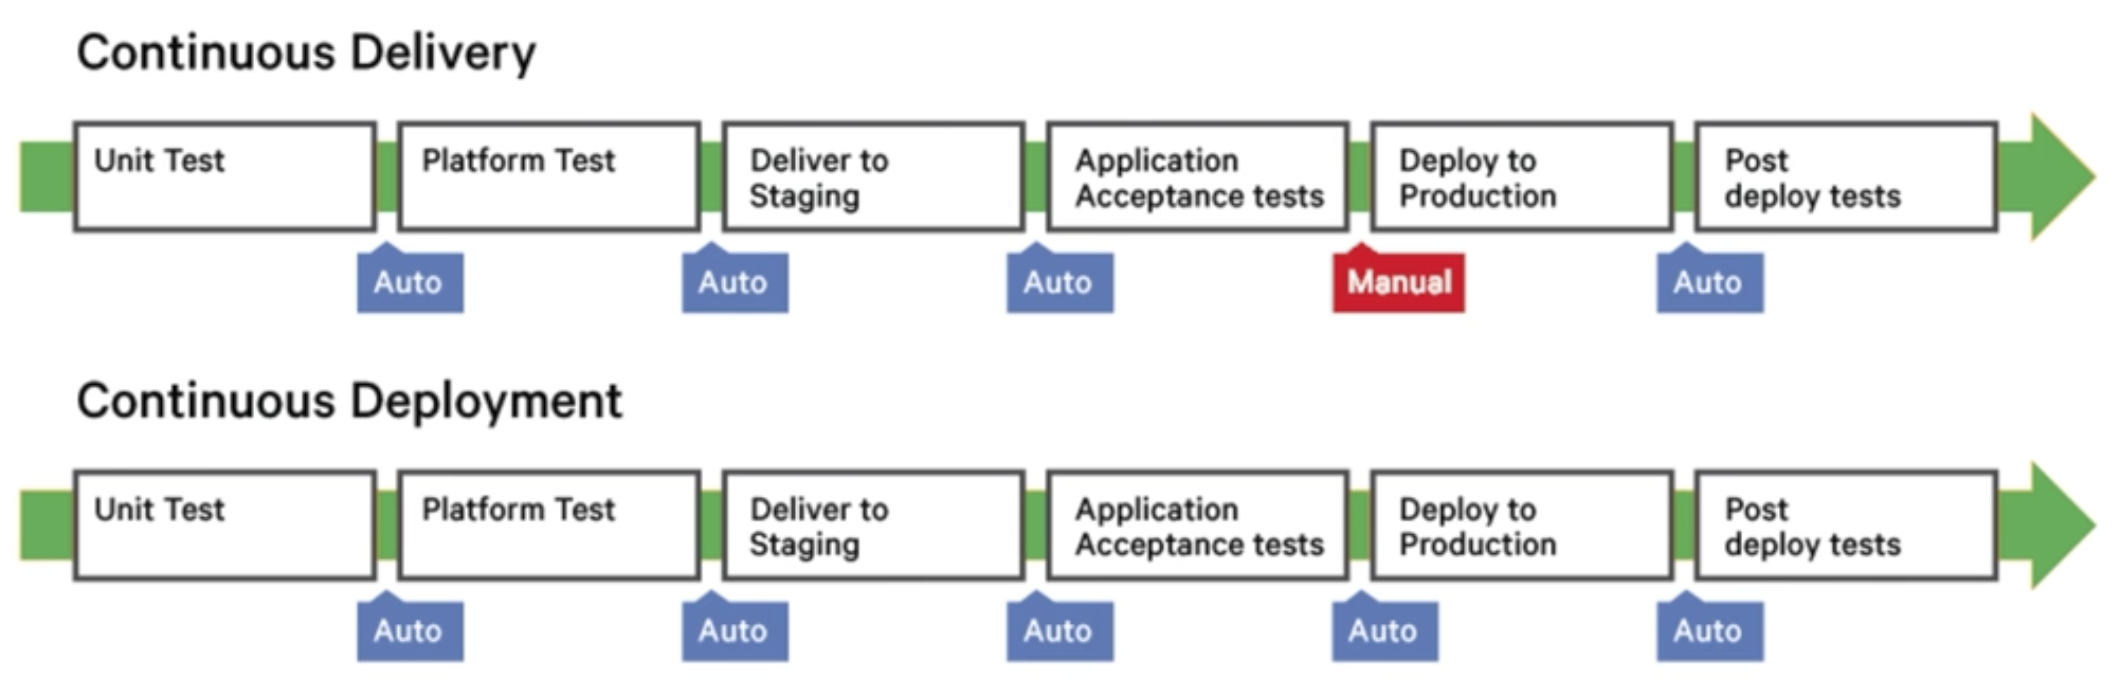 Continuous Delivery
Unit Test
Platform Test
Deliver to
Staging
Application
Acceptance tests
Deploy to
Production
Post
deploy tests
Auto
Auto
Auto
Manual
Auto
Continuous Deployment
Unit Test
Platform Test
Deliver to
Staging
Application
Acceptance tests
Deploy to
Production
Post
deploy tests
Auto
Auto
Auto
Auto
Auto